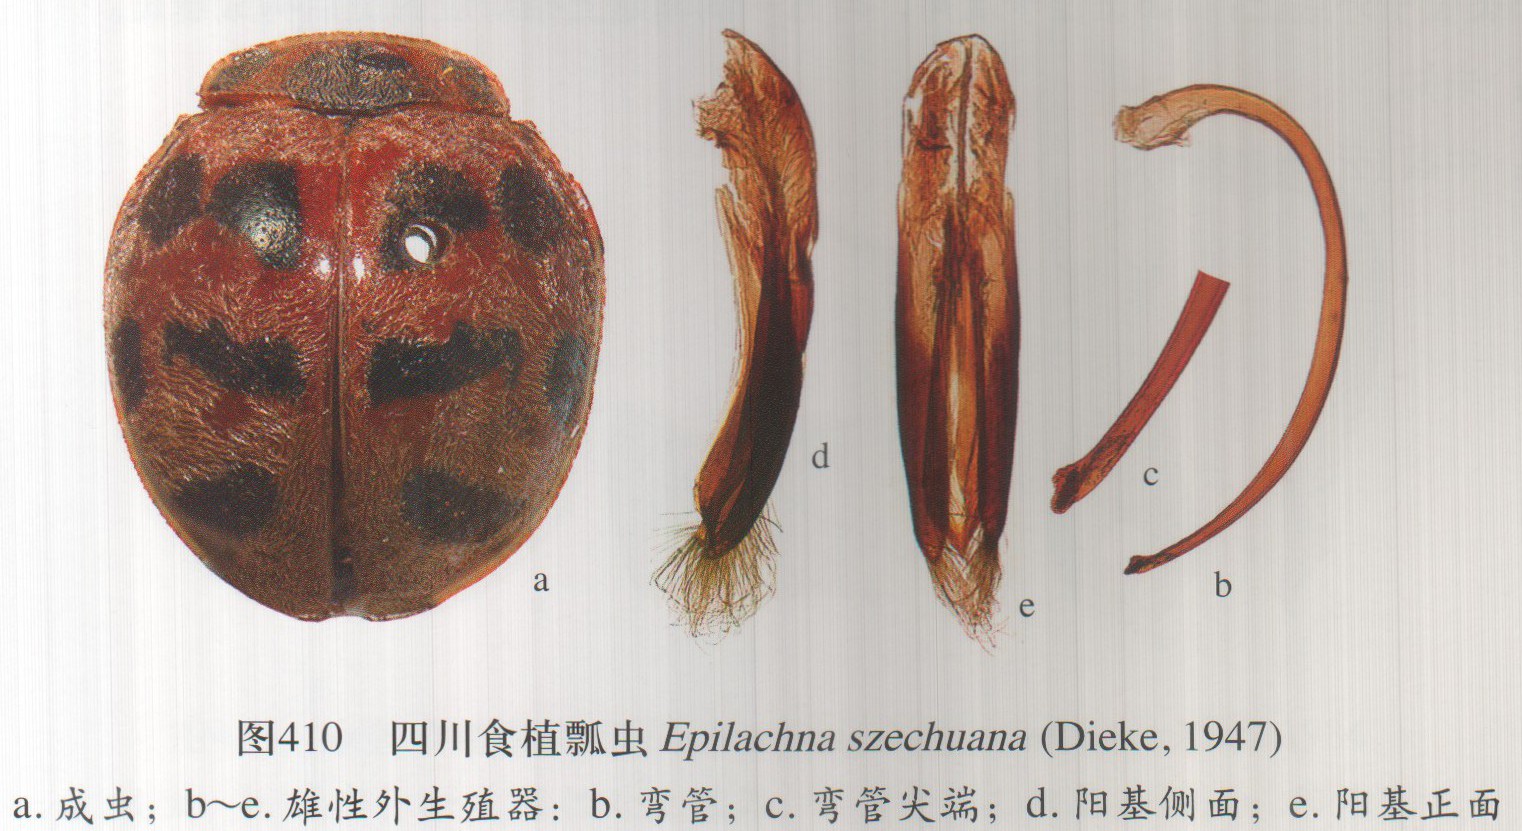 a
d
e
c
b
图410 四川食植瓢虫 Epilachna szechuana (Dieke, 1947)
a. 成虫；b~e. 雄性外生殖器：b. 弯管；c. 弯管尖端；d. 阳基侧面；e. 阳基正面